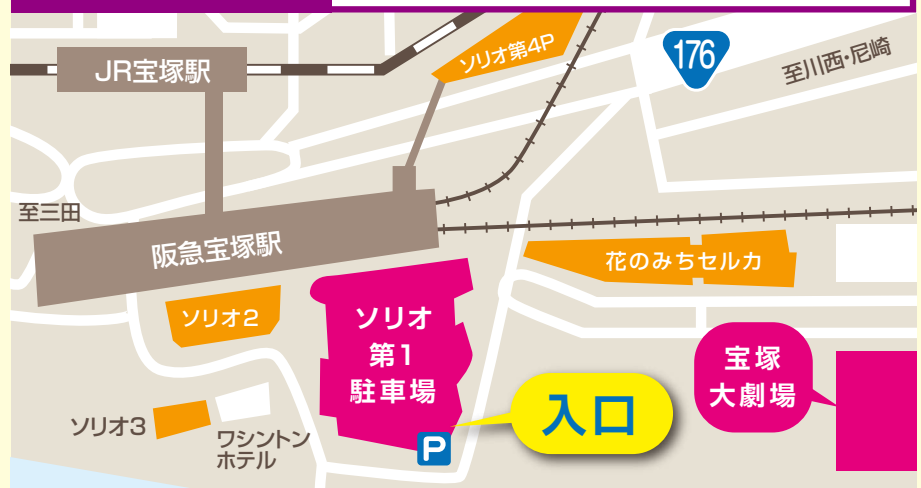 ソリオ第4P
176
至川西・尼崎
JR宝塚駅
至三田
阪急宝塚駅
花のみちセルカ
ソリオ2
ソリオ
第1
駐車場
宝塚
大劇場
入口
P
ソリオ3
ワシントン
ホテル